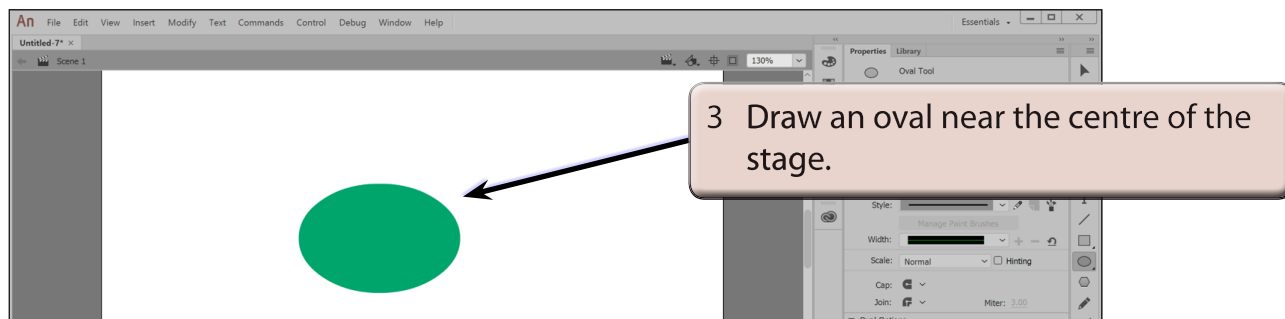 An File Edit View Insert Modify Text Commands Control Debug Window Help Essentials
Untitled-7* ×
Scene 1 130%
Properties Library
Oval Tool
3 Draw an oval near the centre of the
stage.
Style:
Manage Paint Brushes
Width:
Scale: Normal Hinting
Cap:
Join: Miter: 3.00